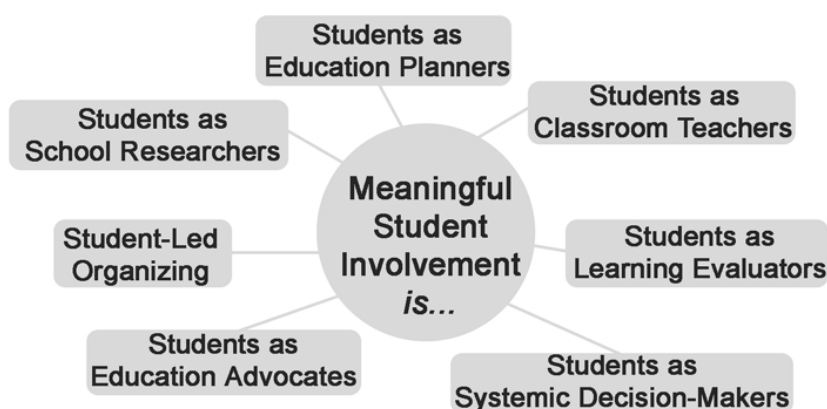 Students as
Education Planners
Students as
Classroom Teachers
Students as
School Researchers
Meaningful
Student
Involvement
is...
Student-Led
Organizing
Students as
Learning Evaluators
Students as
Education Advocates
Students as
Systemic Decision-Makers